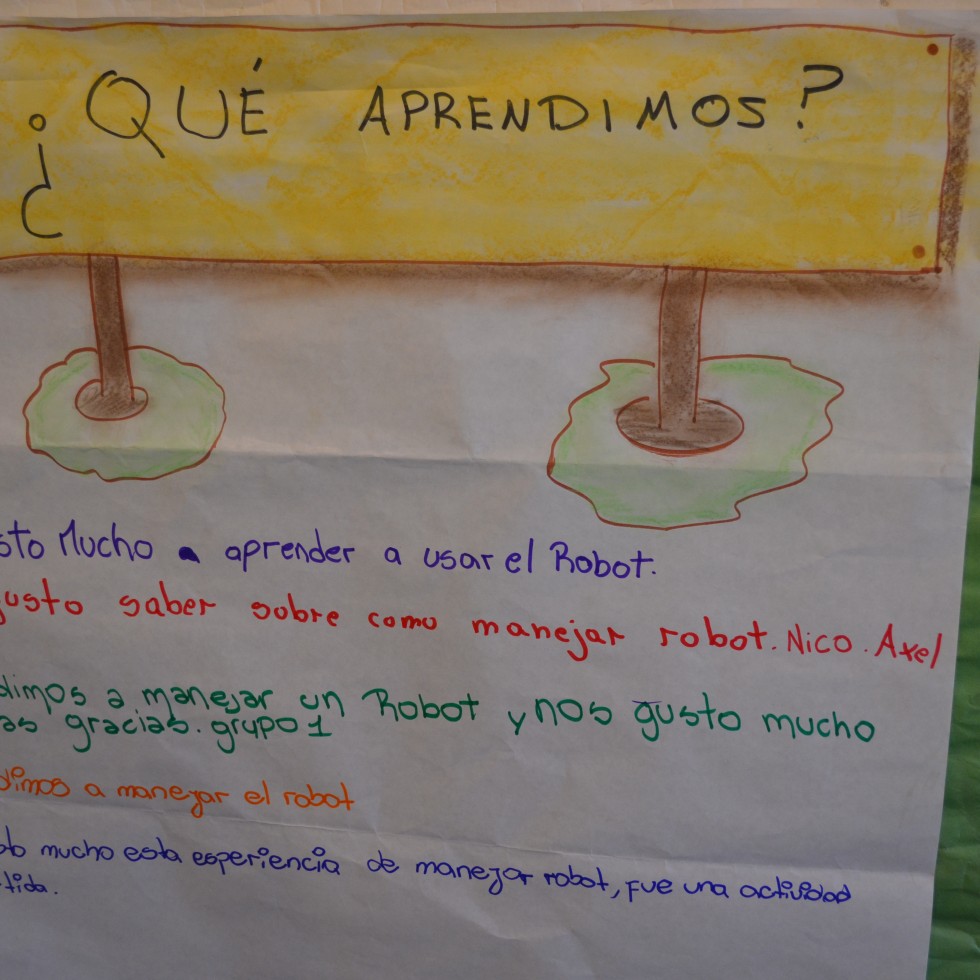 ¿QUÉ APRENDIMOS?
sto Mucho a aprender a usar el Robot.
gusto saber sobre como manejar robot. Nico. Axel
dimos a manejar un Robot y nos gusto mucho
as gracias. grupo 1
dimos a manejar el robot
mucho esta esperiencia de manejar robot, fue una actividad
tida.